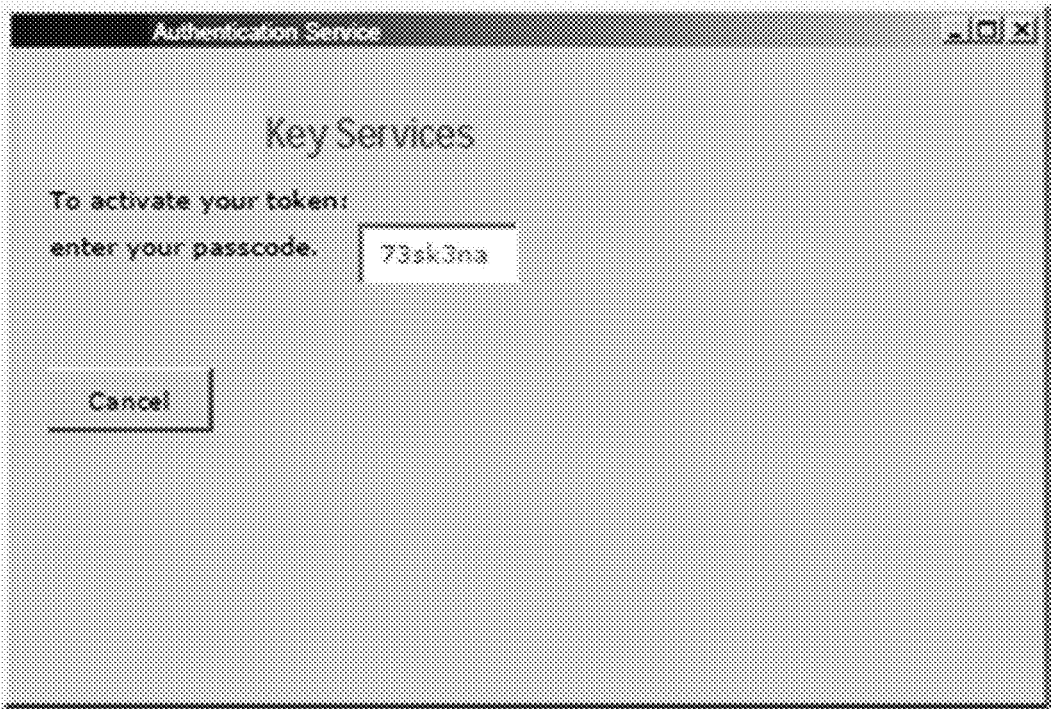 Authentication Service
Key Services
To activate your token:
enter your passcode.
73sk3na
Cancel